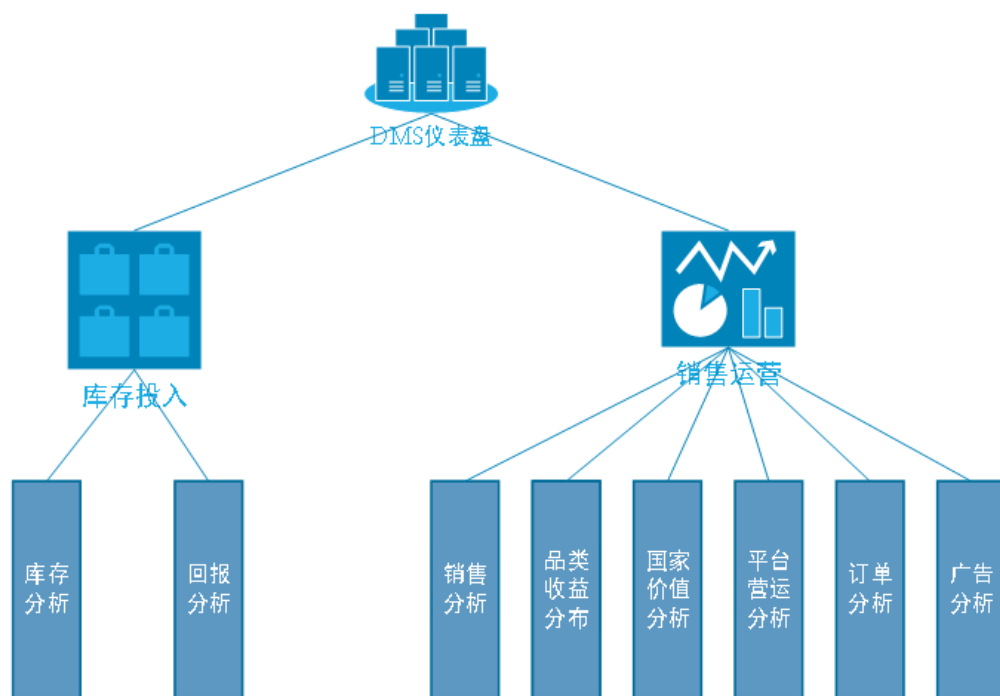 DMS仪表盘
库存投入
销售运营
库存
分析
回报
分析
销售
分析
品类
收益
分布
国家
价值
分析
平台
营运
分析
订单
分析
广告
分析